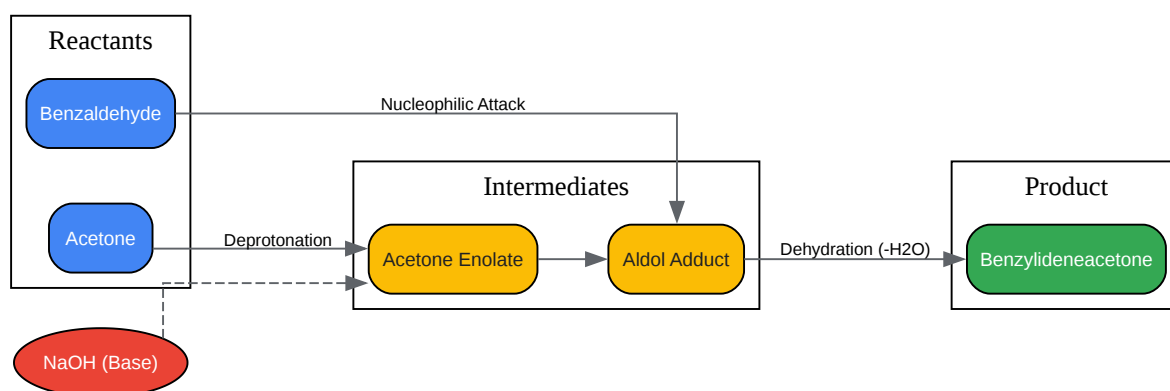 Reactants
Benzaldehyde
Nucleophilic Attack
Intermediates
Product
Acetone
Deprotonation
Acetone Enolate
Aldol Adduct
Dehydration (-H2O)
Benzylideneacetone
NaOH (Base)